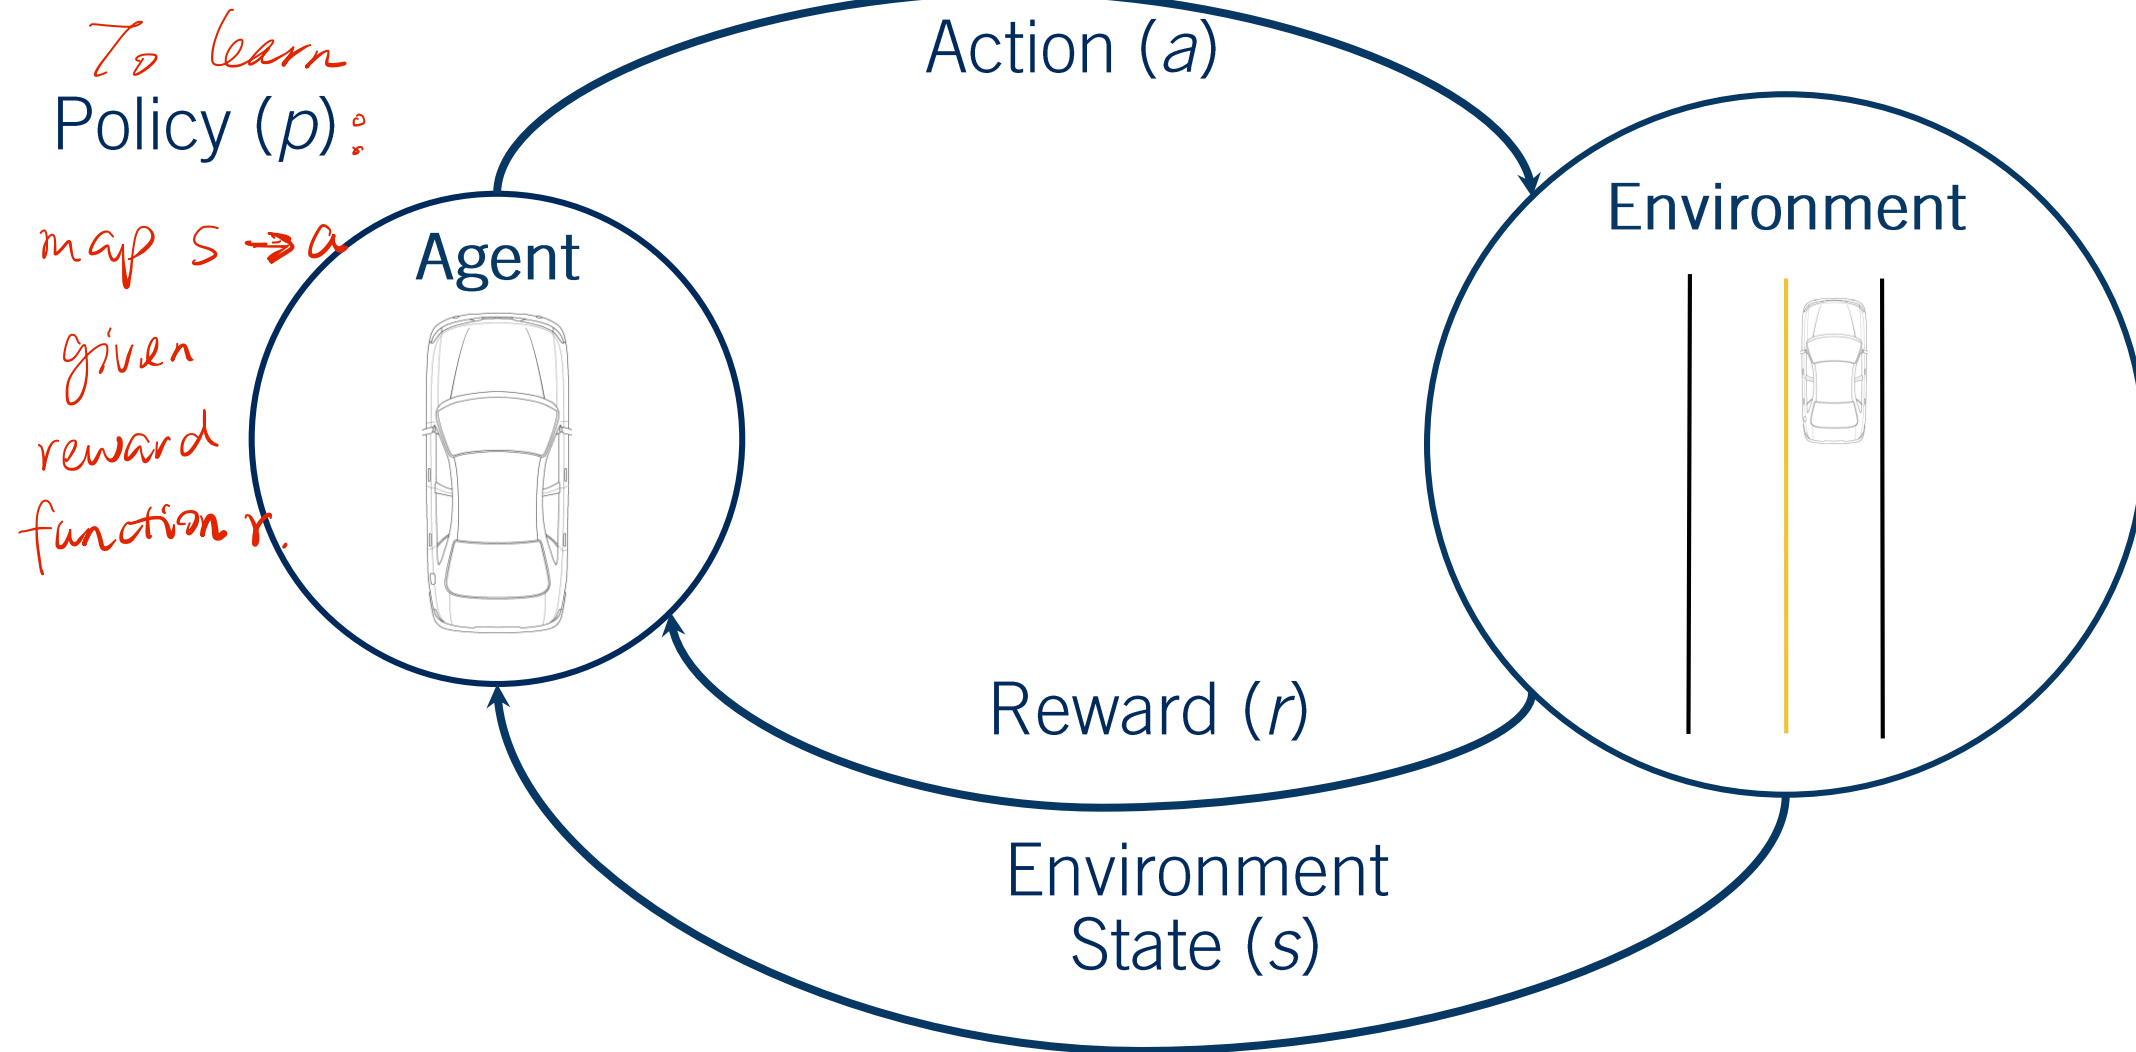 To learn
Policy (p):
map s → a
given
reward
function r.
Action (a)
Agent
Environment
Reward (r)
Environment
State (s)